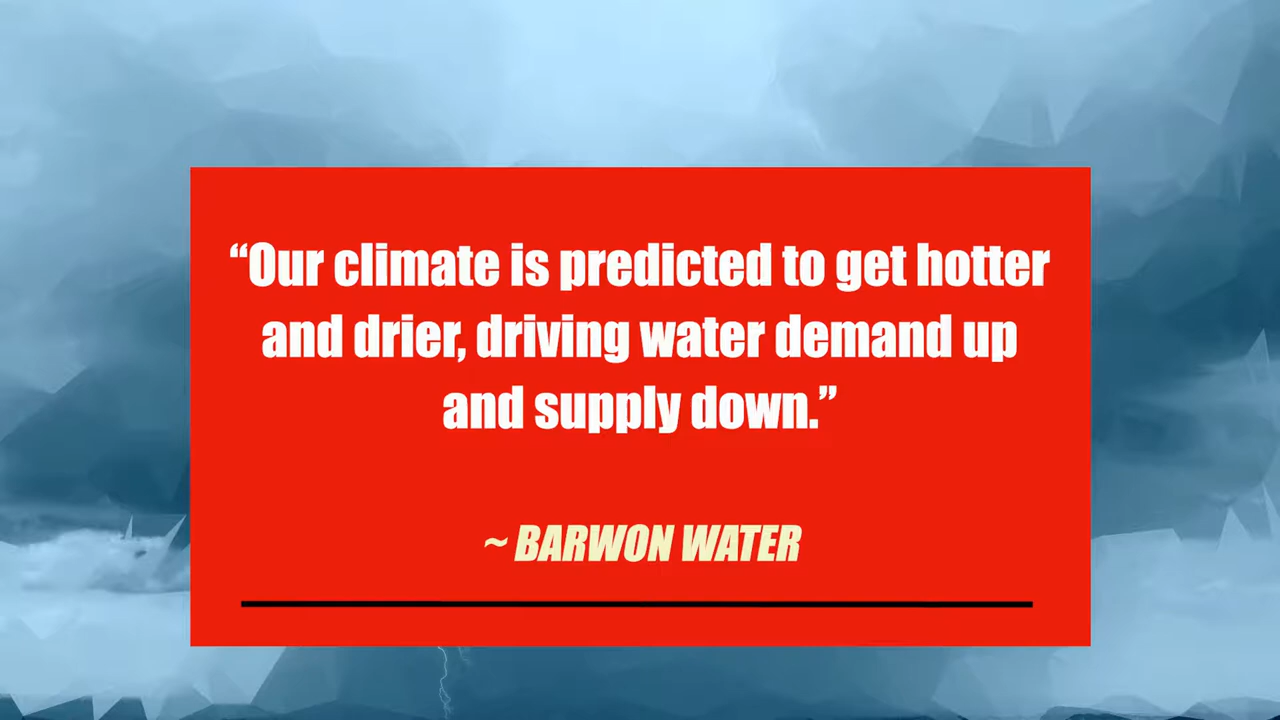 “Our climate is predicted to get hotter
and drier, driving water demand up
and supply down.”
~ BARWON WATER